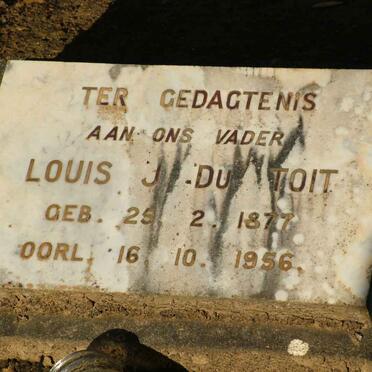 TER GEDAGTENIS
AAN ONS VADER
LOUIS J. DU TOIT
GEB. 25. 2. 1877
OORL. 16. 10. 1956.